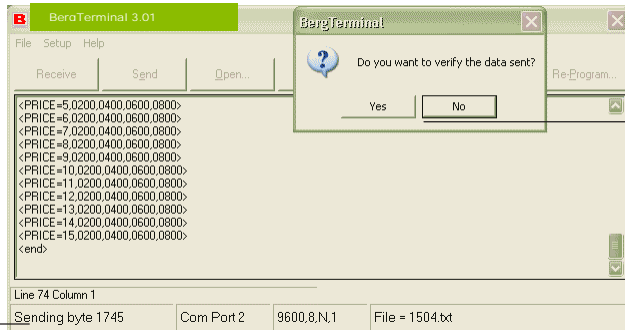 B BergTerminal 3.01
BergTerminal
File Setup Help
Do you want to verify the data sent?
Receive Send Open... Re-Program...
Yes No
<PRICE=5,0200,0400,0600,0800>
<PRICE=6,0200,0400,0600,0800>
<PRICE=7,0200,0400,0600,0800>
<PRICE=8,0200,0400,0600,0800>
<PRICE=9,0200,0400,0600,0800>
<PRICE=10,0200,0400,0600,0800>
<PRICE=11,0200,0400,0600,0800>
<PRICE=12,0200,0400,0600,0800>
<PRICE=13,0200,0400,0600,0800>
<PRICE=14,0200,0400,0600,0800>
<PRICE=15,0200,0400,0600,0800>
<end>
Line 74 Column 1
Sending byte 1745 Com Port 2 9600,8,N,1 File = 1504.txt